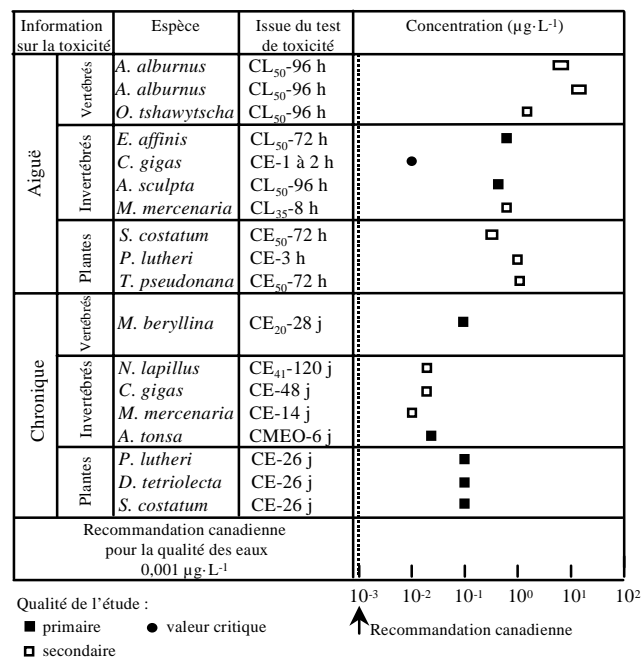 Information sur la toxicité
Espèce
Issue du test de toxicité
Concentration (µg·L-1)
Aiguë
Vertébrés
A. alburnus CL50-96 h
A. alburnus CL50-96 h
O. tshawytscha CL50-96 h
Invertébrés
E. affinis CL50-72 h
C. gigas CE-1 à 2 h
A. sculpta CL50-96 h
M. mercenaria CL35-8 h
Plantes
S. costatum CE50-72 h
P. lutheri CE-3 h
T. pseudonana CE50-72 h
Chronique
Vertébrés
M. beryllina CE20-28 j
Invertébrés
N. lapillus CE41-120 j
C. gigas CE-48 j
M. mercenaria CE-14 j
A. tonsa CMEO-6 j
Plantes
P. lutheri CE-26 j
D. tetriolecta CE-26 j
S. costatum CE-26 j
Recommandation canadienne
pour la qualité des eaux
0,001 µg·L-1
10-3 10-2 10-1 100 101 102
Recommandation canadienne
Qualité de l'étude :
primaire valeur critique
secondaire